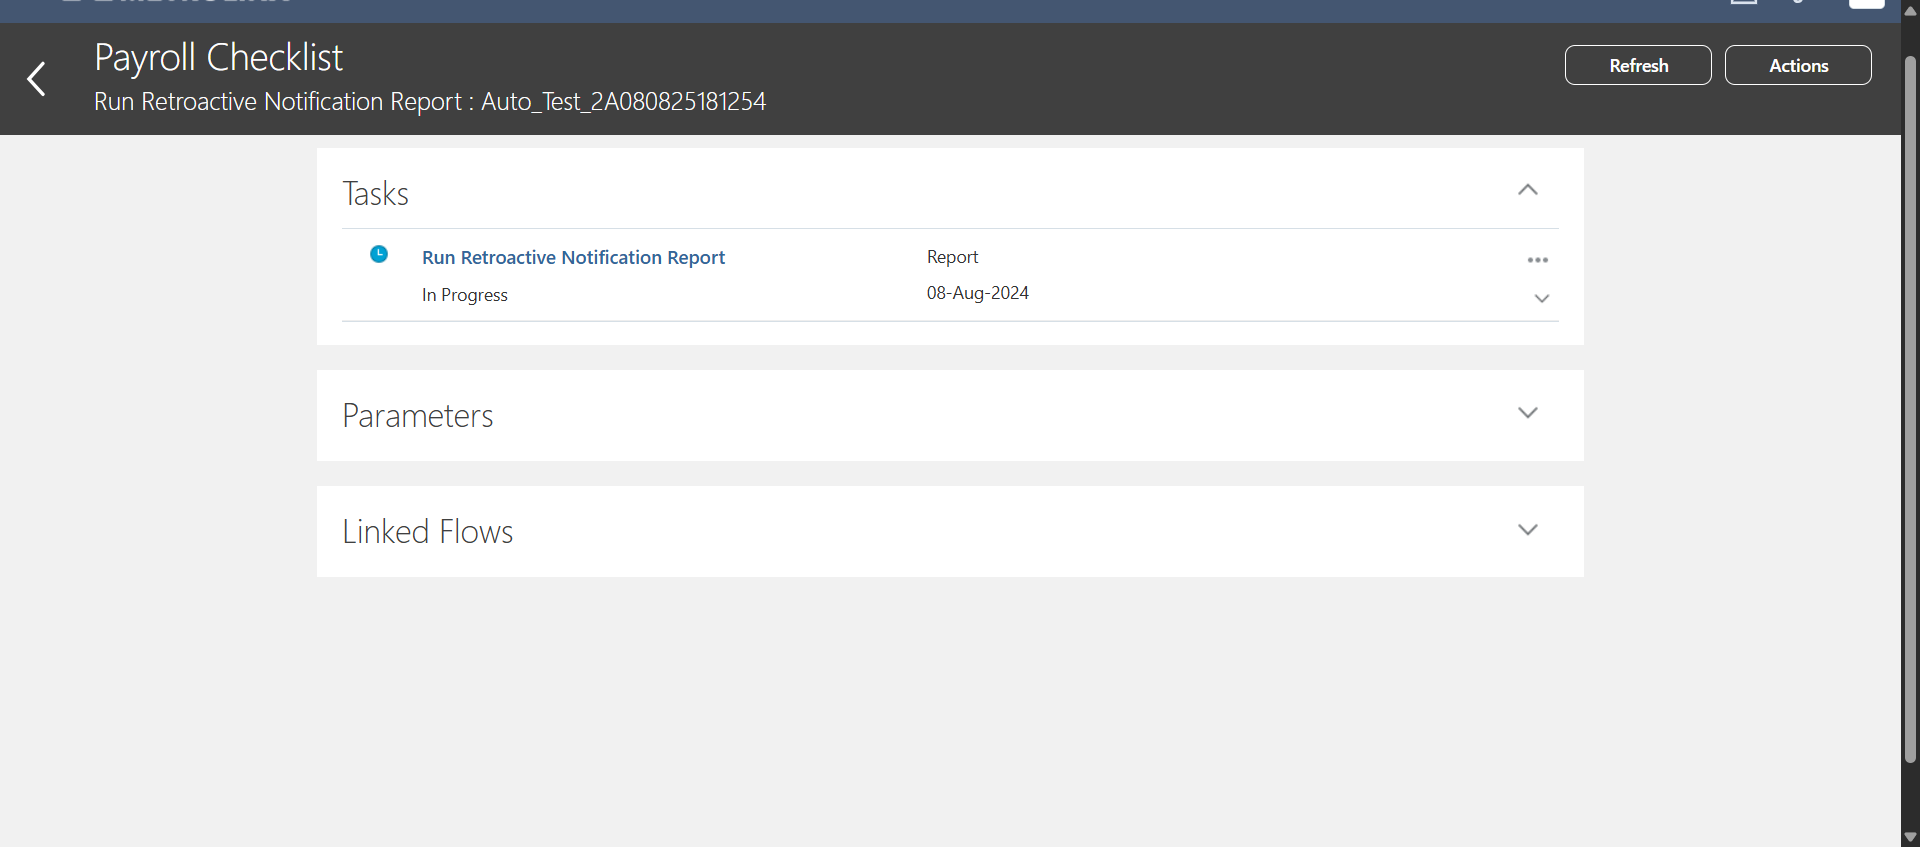 Payroll Checklist
Run Retroactive Notification Report : Auto_Test_2A080825181254
Refresh
Actions
Tasks
Run Retroactive Notification Report
Report
In Progress
08-Aug-2024
Parameters
Linked Flows